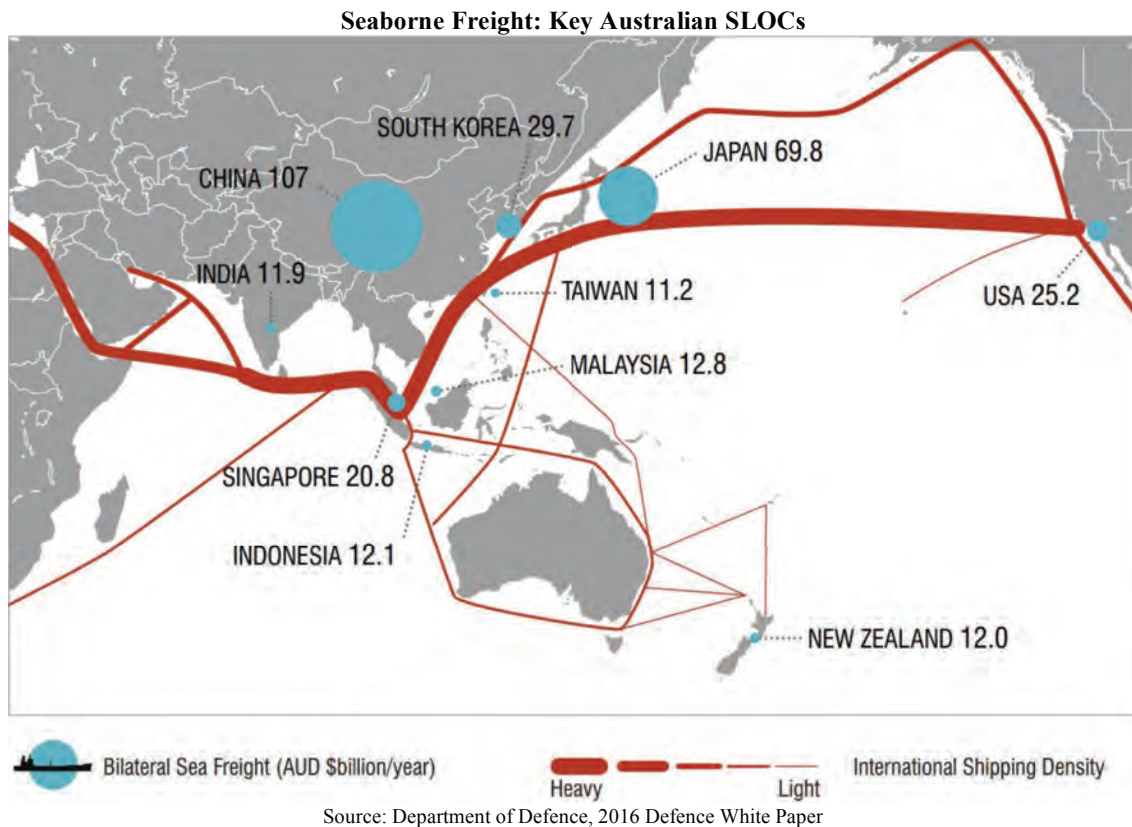 Seaborne Freight: Key Australian SLOCs
SOUTH KOREA 29.7
JAPAN 69.8
CHINA 107
INDIA 11.9
TAIWAN 11.2
USA 25.2
MALAYSIA 12.8
SINGAPORE 20.8
INDONESIA 12.1
NEW ZEALAND 12.0
Bilateral Sea Freight (AUD $billion/year)
Heavy
Light
International Shipping Density
Source: Department of Defence, 2016 Defence White Paper